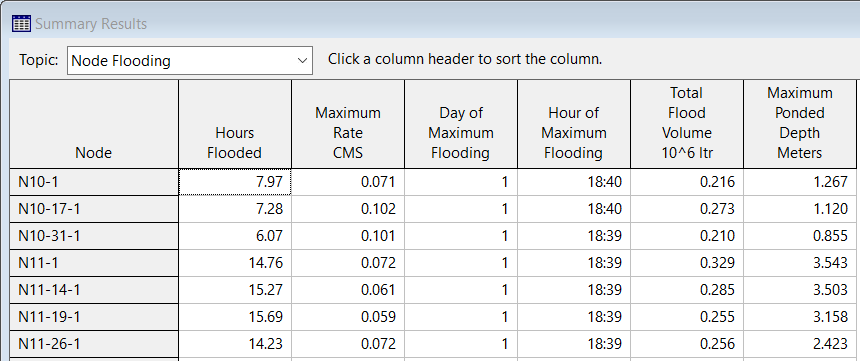 Summary Results
Topic: Node Flooding Click a column header to sort the column.
Node Hours Flooded Maximum Rate CMS Day of Maximum Flooding Hour of Maximum Flooding Total Flood Volume 10^6 ltr Maximum Ponded Depth Meters
N10-1 7.97 0.071 1 18:40 0.216 1.267
N10-17-1 7.28 0.102 1 18:40 0.273 1.120
N10-31-1 6.07 0.101 1 18:39 0.210 0.855
N11-1 14.76 0.072 1 18:39 0.329 3.543
N11-14-1 15.27 0.061 1 18:39 0.285 3.503
N11-19-1 15.69 0.059 1 18:39 0.255 3.158
N11-26-1 14.23 0.072 1 18:39 0.256 2.423